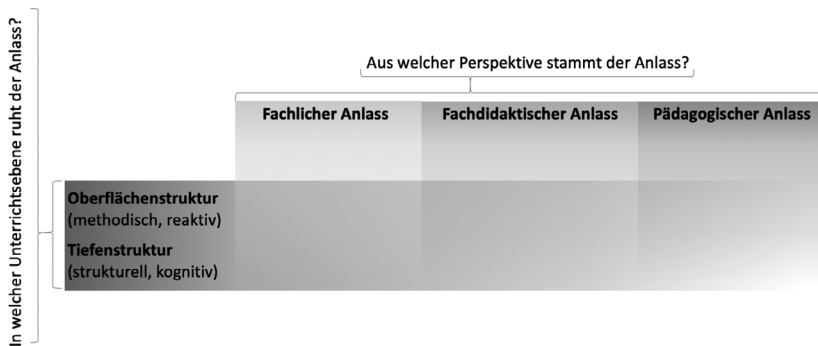 In welcher Unterrichtsebene ruht der Anlass?
Aus welcher Perspektive stammt der Anlass?
Fachlicher Anlass Fachdidaktischer Anlass Pädagogischer Anlass
Oberflächenstruktur
(methodisch, reaktiv)
Tiefenstruktur
(strukturell, kognitiv)